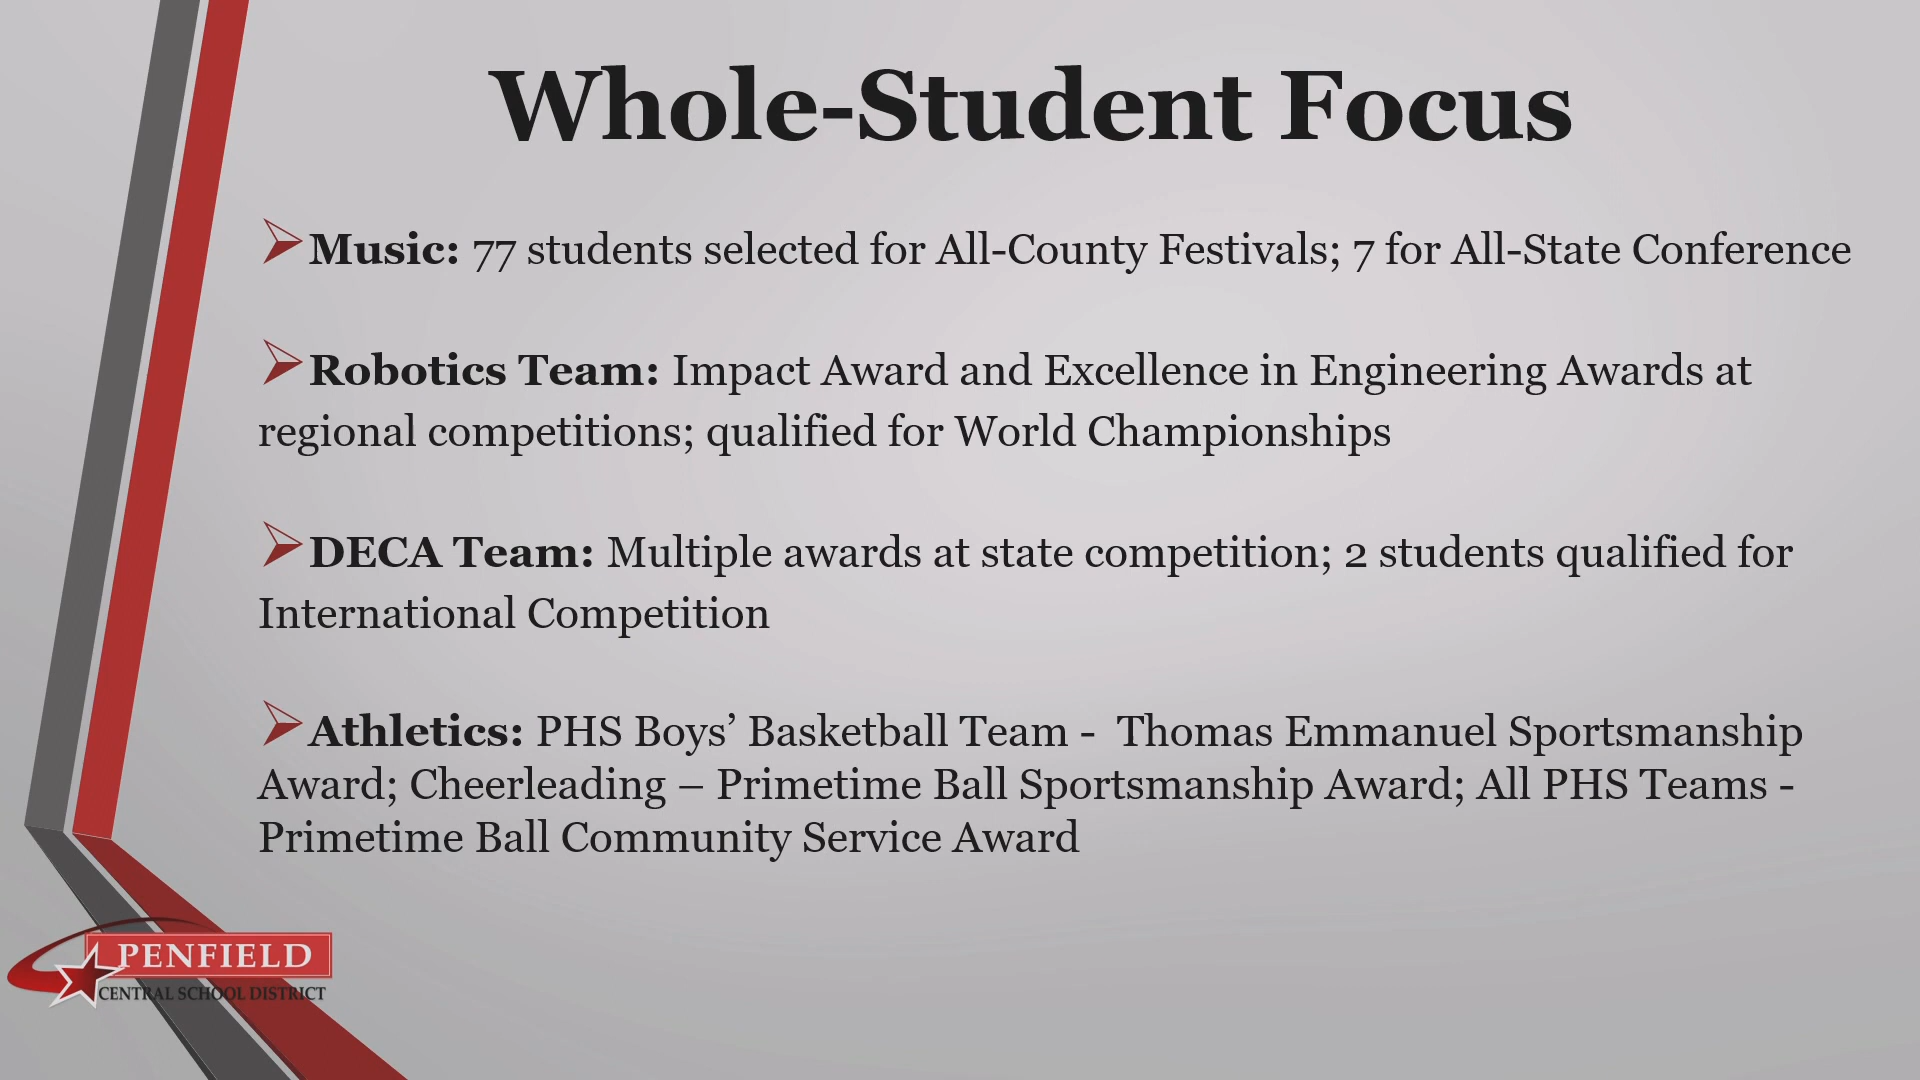 Whole-Student Focus
Music: 77 students selected for All-County Festivals; 7 for All-State Conference
Robotics Team: Impact Award and Excellence in Engineering Awards at
regional competitions; qualified for World Championships
DECA Team: Multiple awards at state competition; 2 students qualified for
International Competition
Athletics: PHS Boys’ Basketball Team -  Thomas Emmanuel Sportsmanship
Award; Cheerleading – Primetime Ball Sportsmanship Award; All PHS Teams -
Primetime Ball Community Service Award
PENFIELD
CENTRAL SCHOOL DISTRICT